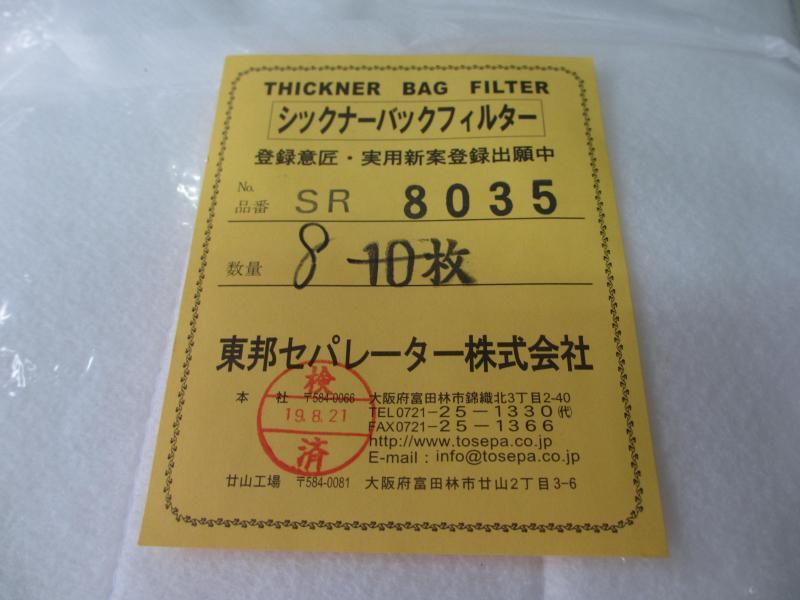 THICKNER BAG FILTER
シックナーバックフィルター
登録意匠・実用新案登録出願中
No.
品番 SR 8035
数量 8 10枚
東邦セパレーター株式会社
本 社 〒584-0066 大阪府富田林市錦織北3丁目2-40
TEL0721-25-1330㈹
FAX0721-25-1366
http://www.tosepa.co.jp
E-mail : info@tosepa.co.jp
検
19.8.21
済
廿山工場 〒584-0081 大阪府富田林市廿山2丁目3-6